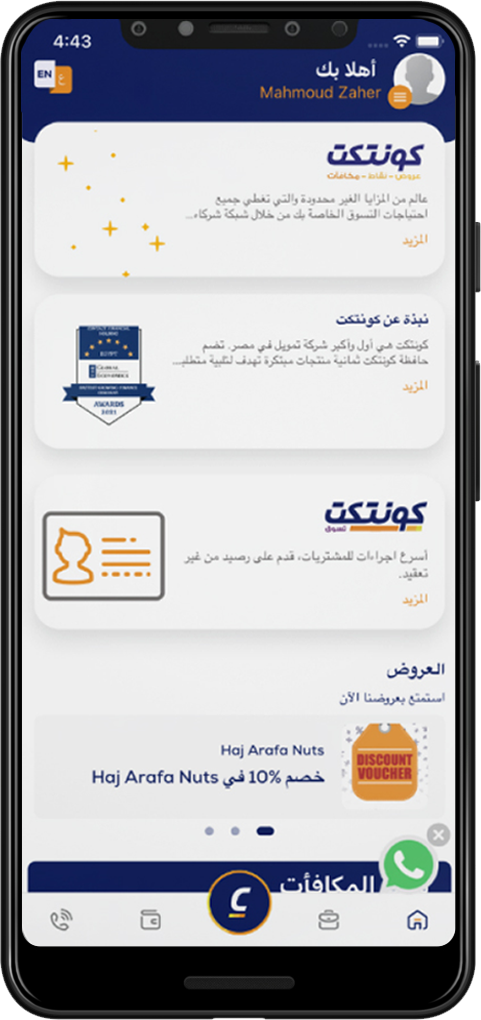 4:43
أهلا بك
Mahmoud Zaher
EN
ع
كونتكت
عروض - نقاط - مكافآت
عالم من المزايا الغير محدودة والتي تغطي جميع
احتياجات التسوق الخاصة بك من خلال شبكة شركاء...
المزيد
نبذة عن كونتكت
كونتكت هي أول وأكبر شركة تمويل في مصر. تضم
حافظة كونتكت ثمانية منتجات مبتكرة تهدف لتلبية متطلبـ...
المزيد
EGYPT
GLOBAL
ECONOMICS
AWARDS
2021
كونتكت
تسوق
أسرع اجراءات للمشتريات، قدم على رصيد من غير
تعقيد.
المزيد
العروض
استمتع بعروضنا الآن
Haj Arafa Nuts
خصم 10% في Haj Arafa Nuts
DISCOUNT
VOUCHER
المكافأت